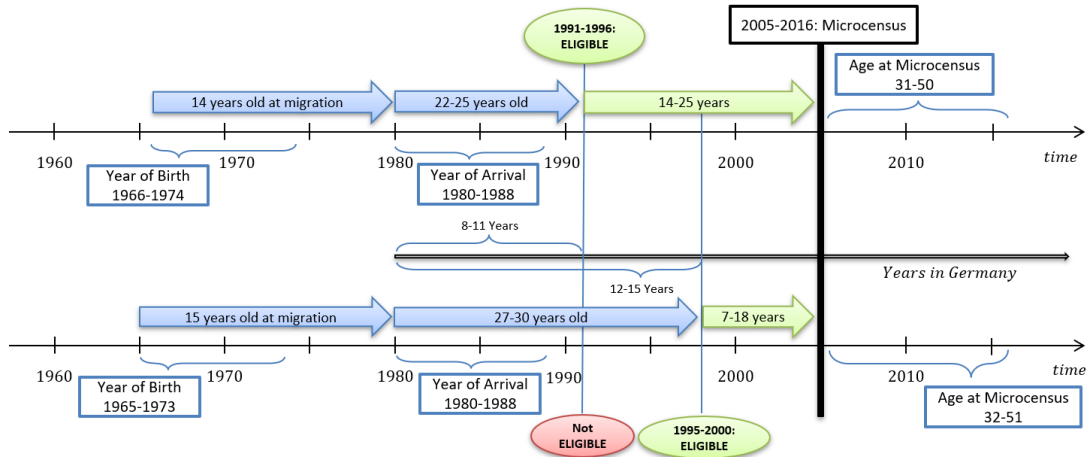 1991-1996:
ELIGIBLE
2005-2016: Microcensus
14 years old at migration
22-25 years old
14-25 years
Age at Microcensus
31-50
1960
1970
1980
1990
2000
2010
time
Year of Birth
1966-1974
Year of Arrival
1980-1988
8-11 Years
Years in Germany
12-15 Years
15 years old at migration
27-30 years old
7-18 years
1960
1970
1980
1990
2000
2010
time
Year of Birth
1965-1973
Year of Arrival
1980-1988
Age at Microcensus
32-51
Not
ELIGIBLE
1995-2000:
ELIGIBLE